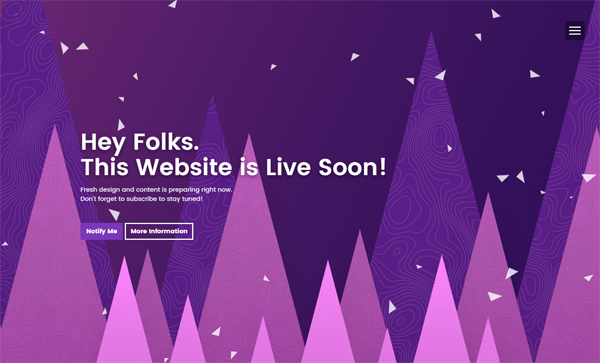 Hey Folks.
This Website is Live Soon!
Fresh design and content is preparing right now.
Don't forget to subscribe to stay tuned!
Notify Me
More Information